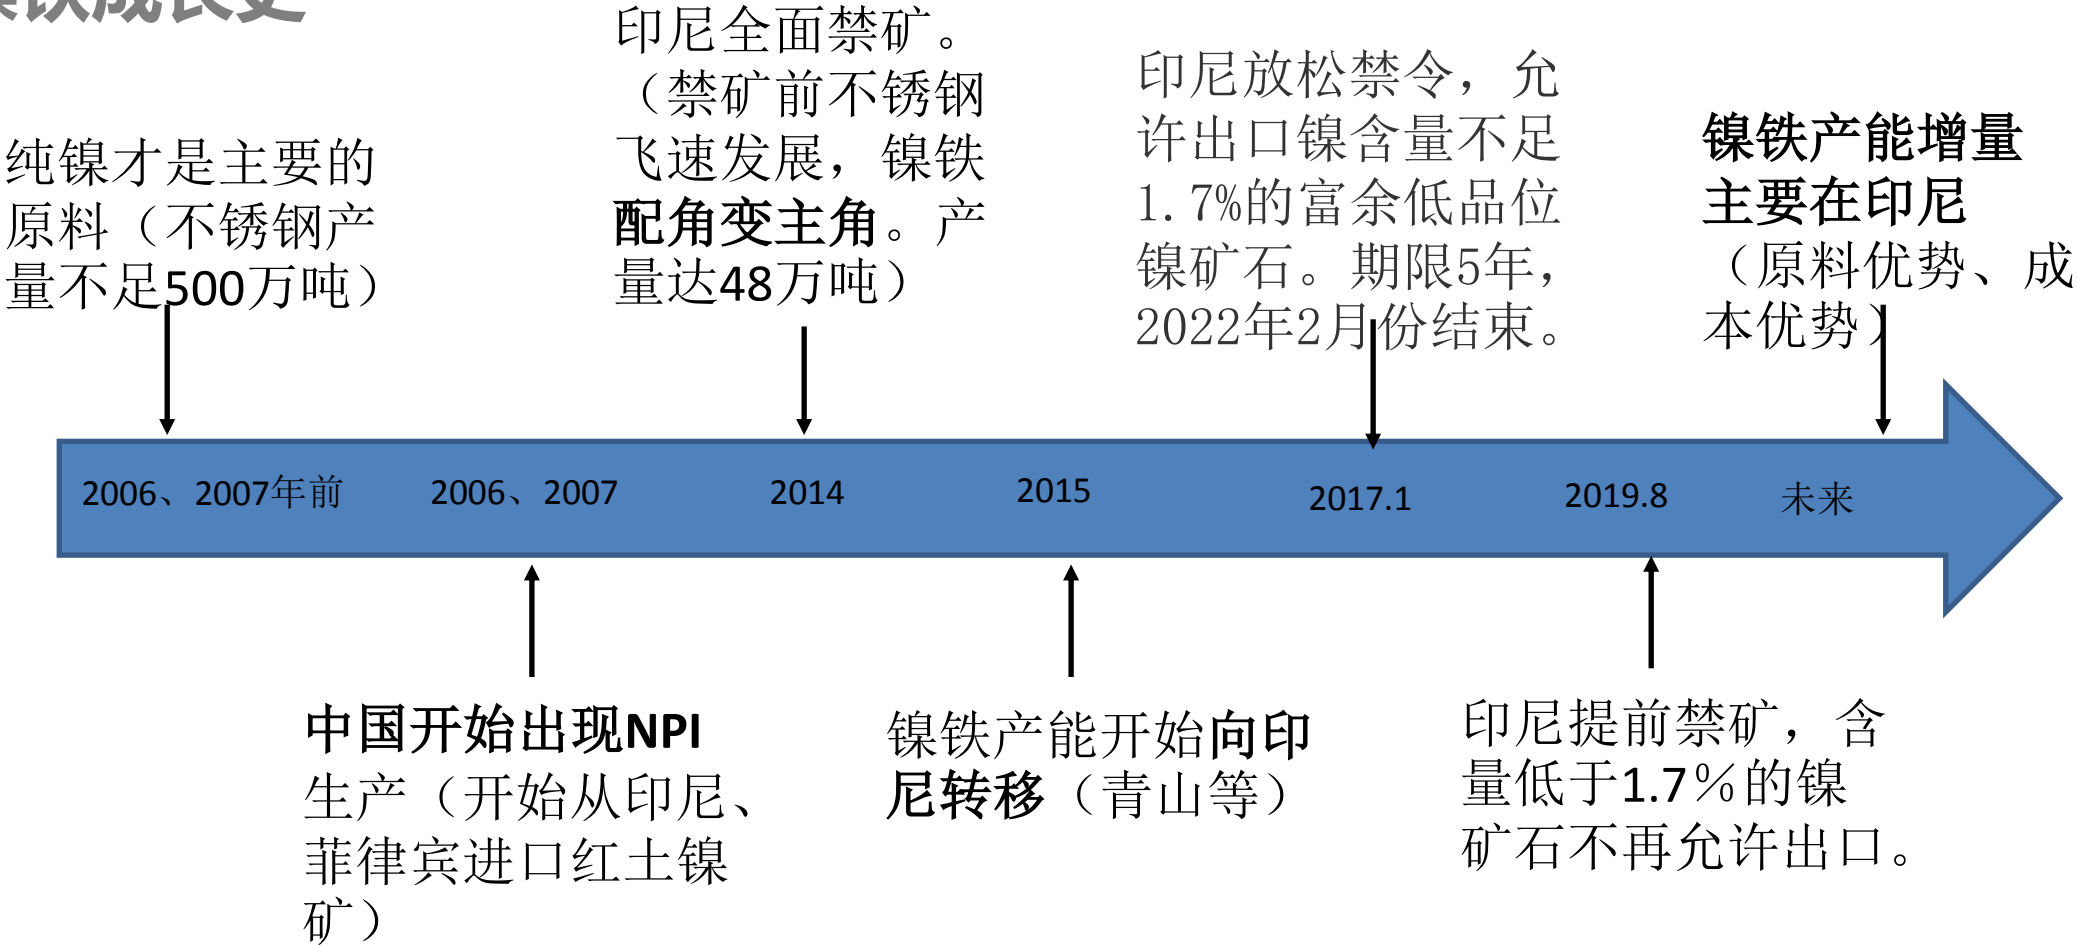 镍铁成长史
纯镍才是主要的
原料（不锈钢产
量不足500万吨）
印尼全面禁矿。
（禁矿前不锈钢
飞速发展，镍铁
配角变主角。产
量达48万吨）
印尼放松禁令，允
许出口镍含量不足
1.7%的富余低品位
镍矿石。期限5年，
2022年2月份结束。
镍铁产能增量
主要在印尼
（原料优势、成
本优势）
2006、2007年前
2006、2007
2014
2015
2017.1
2019.8
未来
中国开始出现NPI
生产（开始从印尼、
菲律宾进口红土镍
矿）
镍铁产能开始向印
尼转移（青山等）
印尼提前禁矿，含
量低于1.7％的镍
矿石不再允许出口。